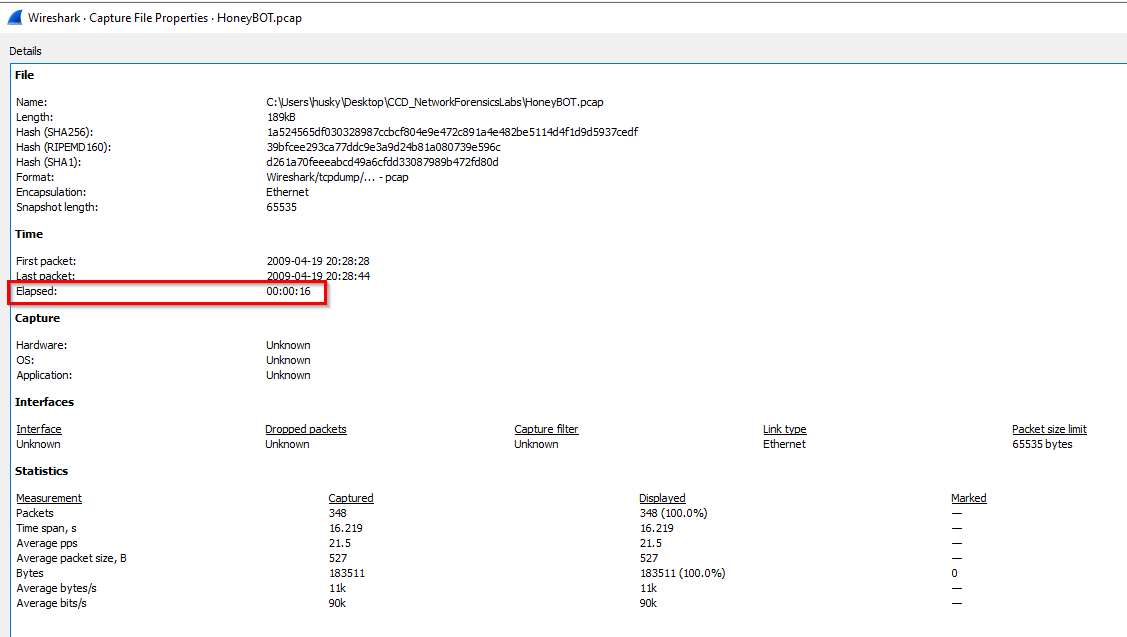 Wireshark · Capture File Properties · HoneyBOT.pcap
Details
File
Name: C:\Users\husky\Desktop\CCD_NetworkForensicsLabs\HoneyBOT.pcap
Length: 189kB
Hash (SHA256): 1a524565df030328987ccbcf804e9e472c891a4e482be5114d4f1d9d5937cedf
Hash (RIPEMD160): 39bfcee293ca77ddc9e3a9d24b81a080739e596c
Hash (SHA1): d261a70feeeabcd49a6cfdd33087989b472fd80d
Format: Wireshark/tcpdump/... - pcap
Encapsulation: Ethernet
Snapshot length: 65535
Time
First packet: 2009-04-19 20:28:28
Last packet: 2009-04-19 20:28:44
Elapsed: 00:00:16
Capture
Hardware: Unknown
OS: Unknown
Application: Unknown
Interfaces
Interface Dropped packets Capture filter Link type Packet size limit
Unknown Unknown Unknown Ethernet 65535 bytes
Statistics
Measurement Captured Displayed Marked
Packets 348 348 (100.0%) —
Time span, s 16.219 16.219 —
Average pps 21.5 21.5 —
Average packet size, B 527 527 —
Bytes 183511 183511 (100.0%) 0
Average bytes/s 11k 11k —
Average bits/s 90k 90k —